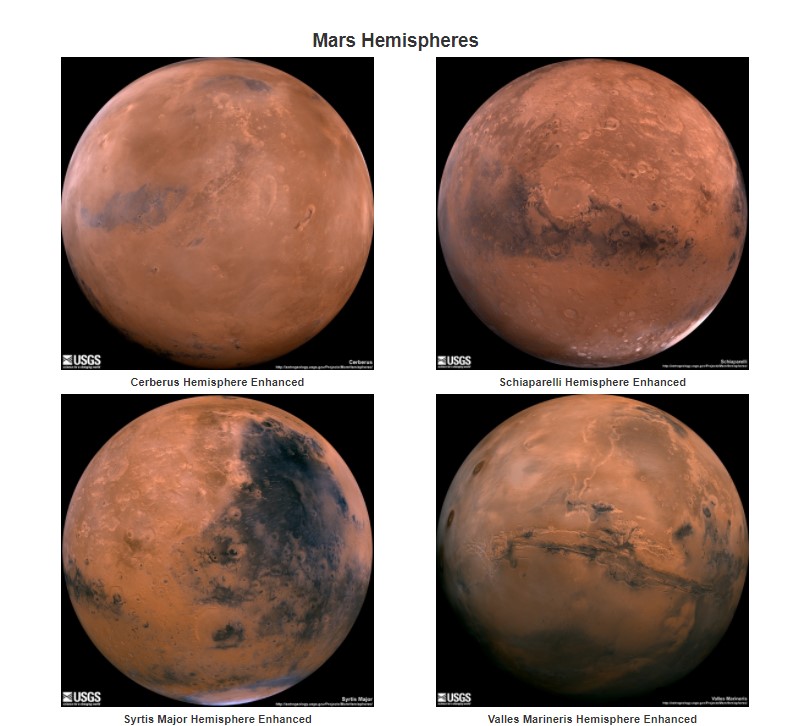 Mars Hemispheres
USGS
Cerberus
USGS
Schiaparelli
Cerberus Hemisphere Enhanced
Schiaparelli Hemisphere Enhanced
USGS
Syrtis Major
USGS
Valles Marineris
Syrtis Major Hemisphere Enhanced
Valles Marineris Hemisphere Enhanced